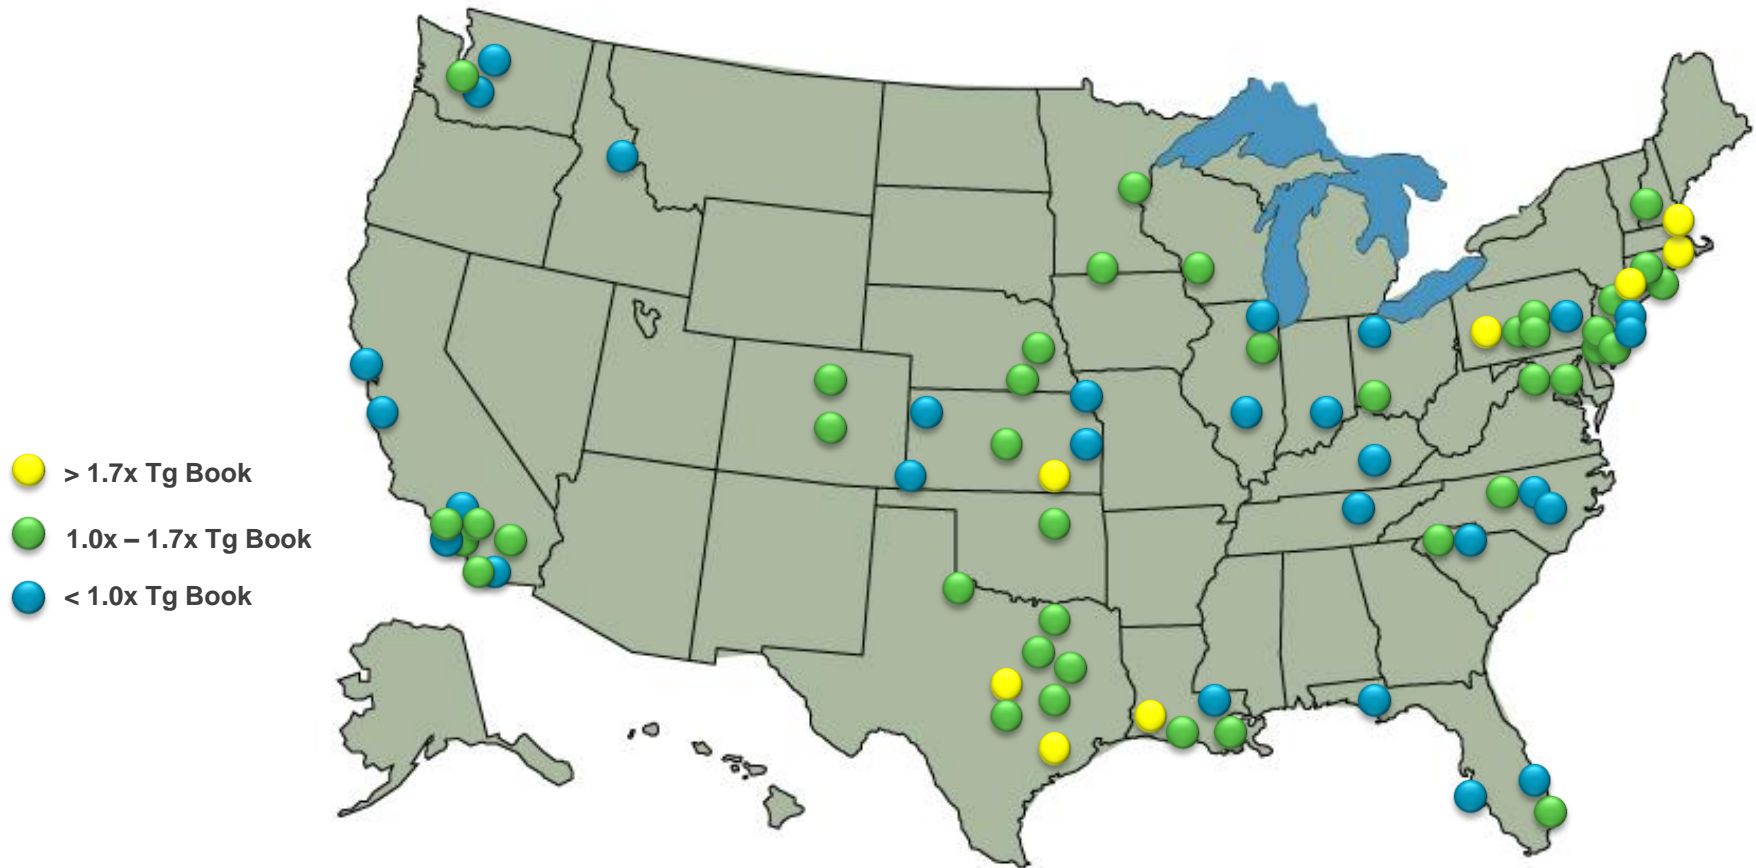 > 1.7x Tg Book
1.0x – 1.7x Tg Book
< 1.0x Tg Book